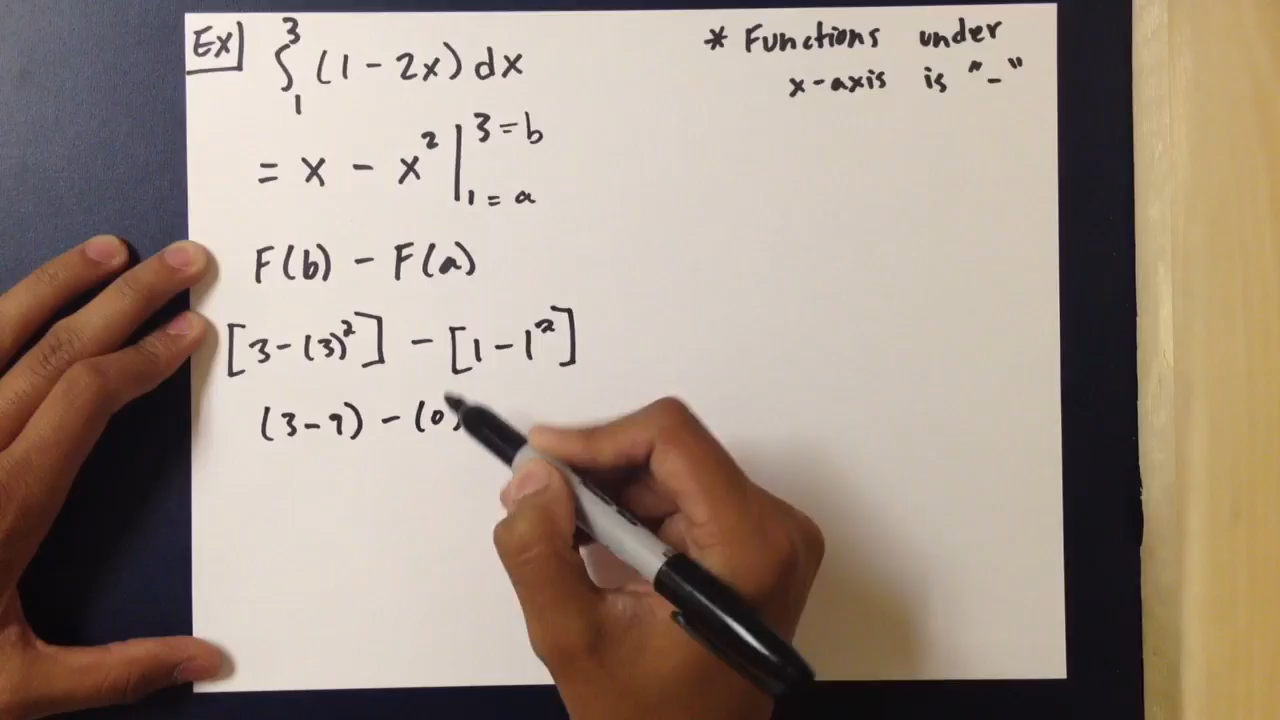 Ex] ∫₁³ (1 - 2x) dx
= x - x² |₁₌ₐ³⁼ᵇ
F(b) - F(a)
[3 - (3)²] - [1 - 1²]
(3 - 9) - (0)
* Functions under
x-axis is "-"